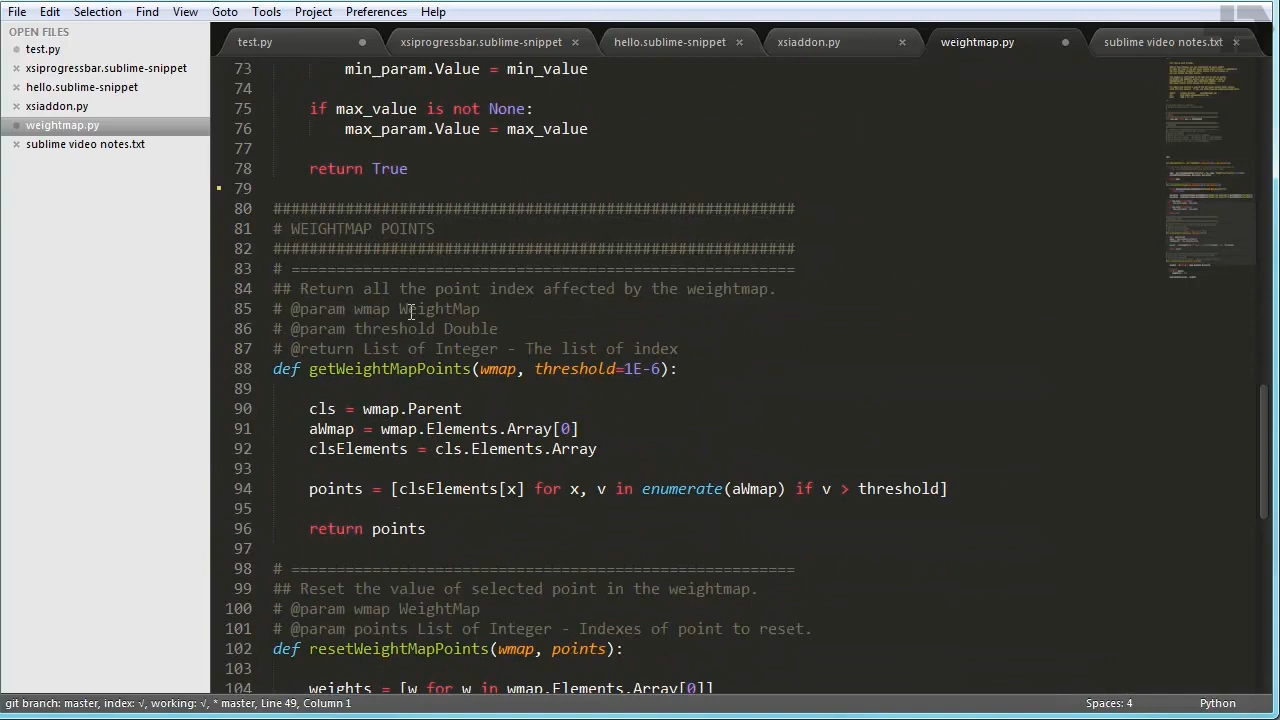 File Edit Selection Find View Goto Tools Project Preferences Help
OPEN FILES
test.py
xsiprogressbar.sublime-snippet
hello.sublime-snippet
xsiaddon.py
weightmap.py
sublime video notes.txt
test.py xsiprogressbar.sublime-snippet × hello.sublime-snippet × xsiaddon.py × weightmap.py sublime video notes.txt ×
73 min_param.Value = min_value
74
75 if max_value is not None:
76 max_param.Value = max_value
77
78 return True
79
80 ##########################################################
81 # WEIGHTMAP POINTS
82 ##########################################################
83 # ========================================================
84 ## Return all the point index affected by the weightmap.
85 # @param wmap WeightMap
86 # @param threshold Double
87 # @return List of Integer - The list of index
88 def getWeightMapPoints(wmap, threshold=1E-6):
89
90 cls = wmap.Parent
91 aWmap = wmap.Elements.Array[0]
92 clsElements = cls.Elements.Array
93
94 points = [clsElements[x] for x, v in enumerate(aWmap) if v > threshold]
95
96 return points
97
98 # ========================================================
99 ## Reset the value of selected point in the weightmap.
100 # @param wmap WeightMap
101 # @param points List of Integer - Indexes of point to reset.
102 def resetWeightMapPoints(wmap, points):
103
104 weights = [w for w in wmap.Elements.Array[0]]
git branch: master, index: √, working: √, * master, Line 49, Column 1 Spaces: 4 Python